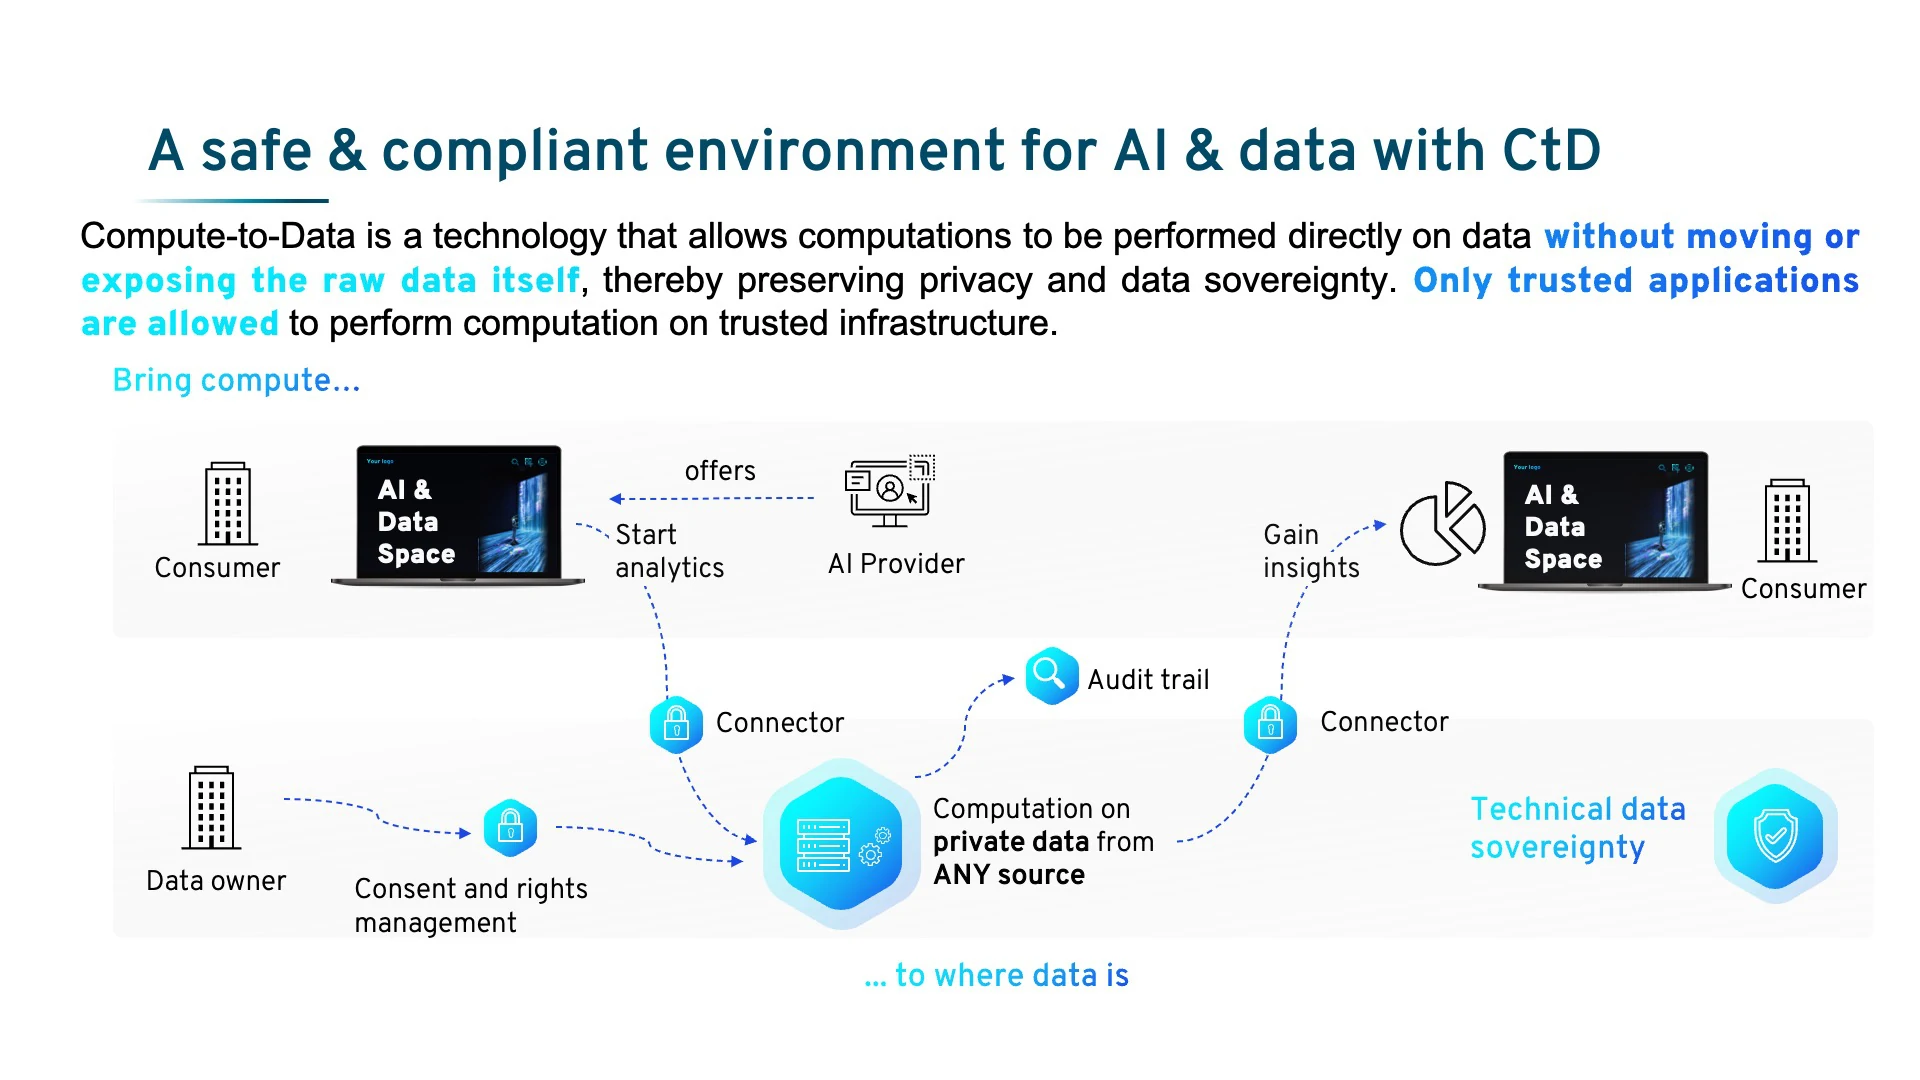 A safe & compliant environment for AI & data with CtD
Compute-to-Data is a technology that allows computations to be performed directly on data without moving or
exposing the raw data itself, thereby preserving privacy and data sovereignty. Only trusted applications
are allowed to perform computation on trusted infrastructure.
Bring compute...
Consumer
Your logo
AI &
Data
Space
offers
Start
analytics
AI Provider
Gain
insights
Your logo
AI &
Data
Space
Consumer
Audit trail
Connector
Connector
Data owner
Consent and rights
management
Computation on
private data from
ANY source
Technical data
sovereignty
... to where data is